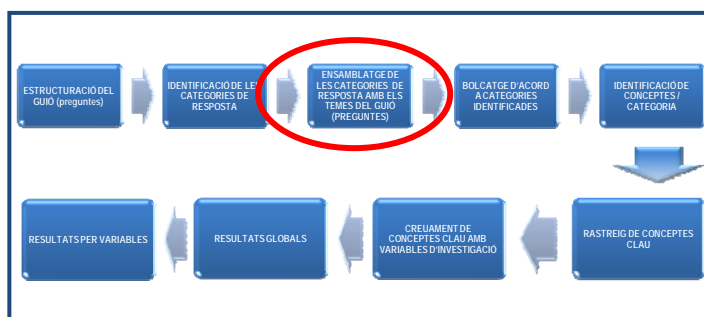 ESTRUCTURACIÓ DEL
GUIÓ (preguntes)
IDENTIFICACIÓ DE LES
CATEGORIES DE
RESPOSTA
ENSAMBLATGE DE
LES CATEGORIES DE
RESPOSTA AMB ELS
TEMES DEL GUIÓ
(PREGUNTES)
BOLCATGE D'ACORD
A CATEGORIES
IDENTIFICADES
IDENTIFICACIÓ DE
CONCEPTES /
CATEGORIA
RESULTATS PER VARIABLES
RESULTATS GLOBALS
CREUAMENT DE
CONCEPTES CLAU AMB
VARIABLES D'INVESTIGACIÓ
RASTREIG DE CONCEPTES
CLAU